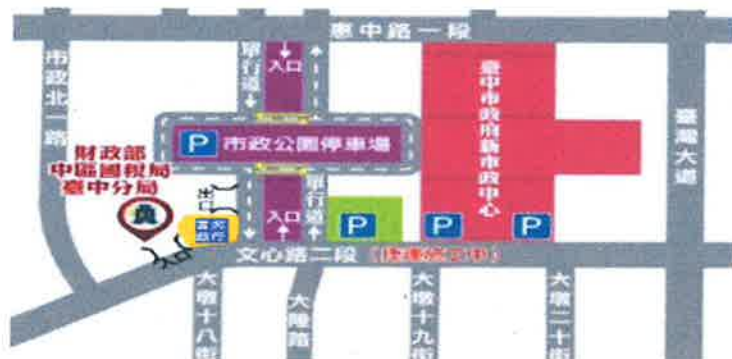 惠中路一段
市政北一路
單行道
入口
P 市政公園停車場
臺中市政府新市政中心
臺灣大道
財政部
中區國稅局
臺中分局
出口
入口
單行道
P
P
P
入口
文心路二段
大墩十八街
大隆路
大墩十九街
大墩二十街